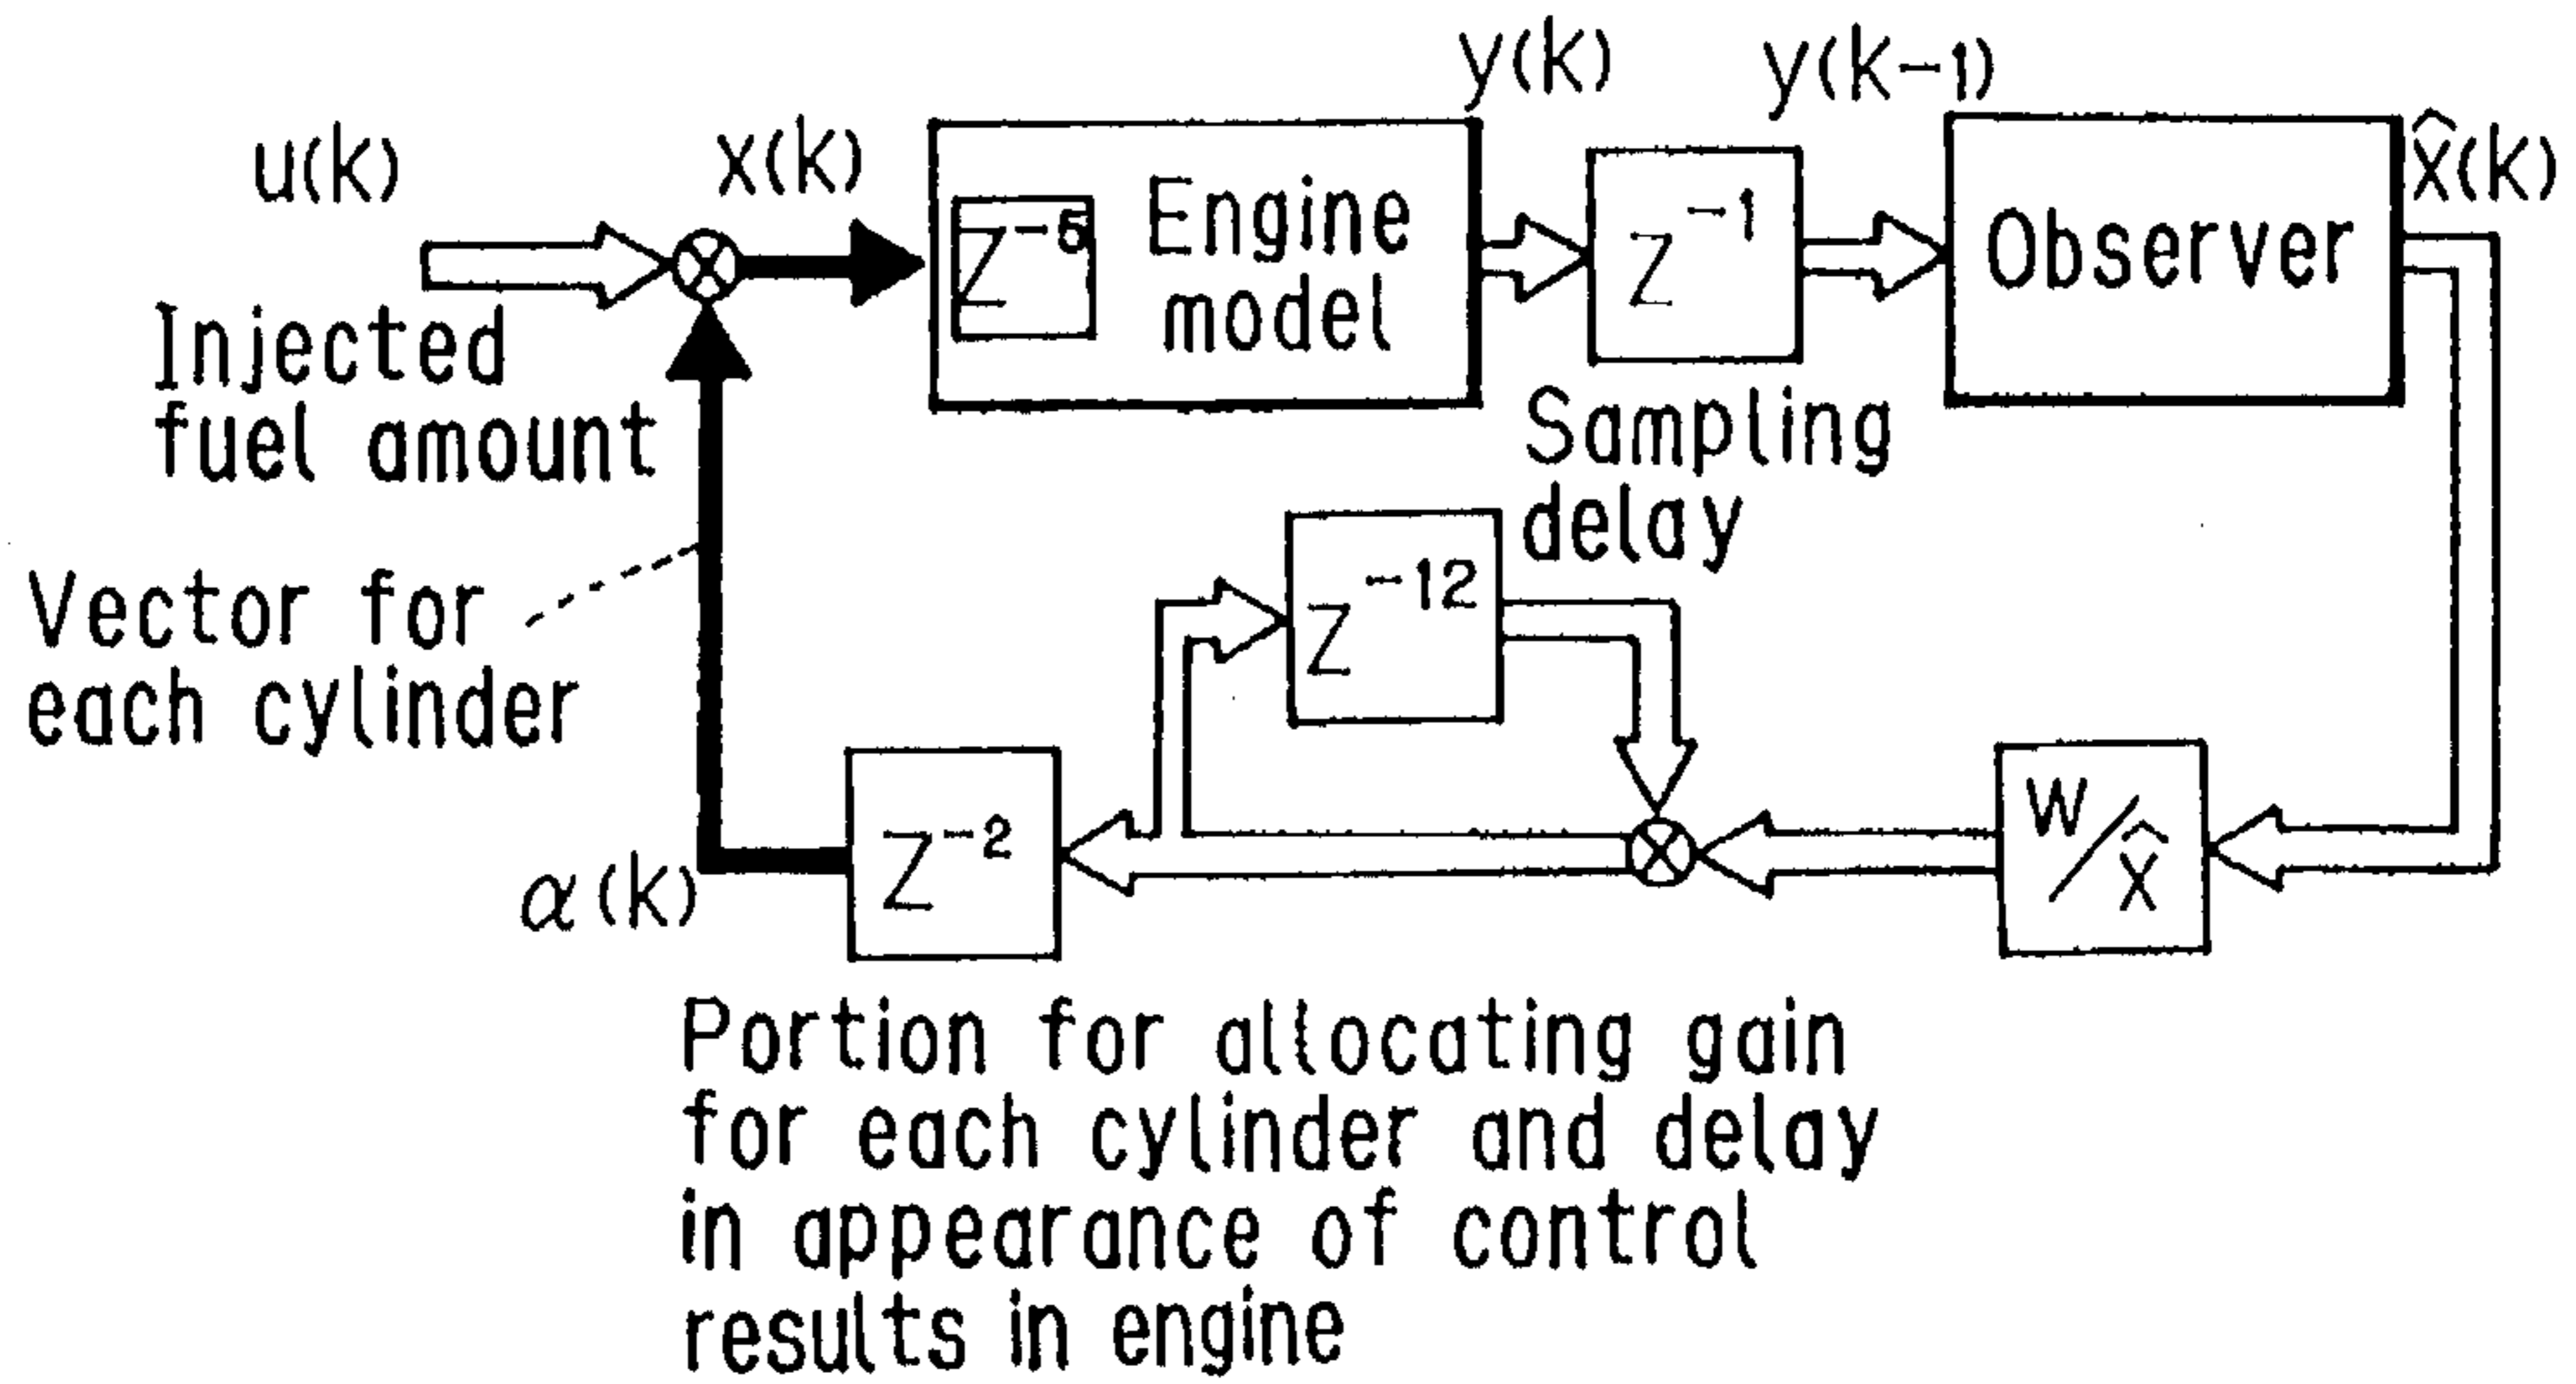 y(k)
y(k-1)
u(k)
x(k)
x̂(k)
Z⁻⁵
Engine
model
Z⁻¹
Observer
Injected
fuel amount
Sampling
delay
Vector for
each cylinder
Z⁻¹²
W/x̂
Z⁻²
α(k)
Portion for allocating gain
for each cylinder and delay
in appearance of control
results in engine